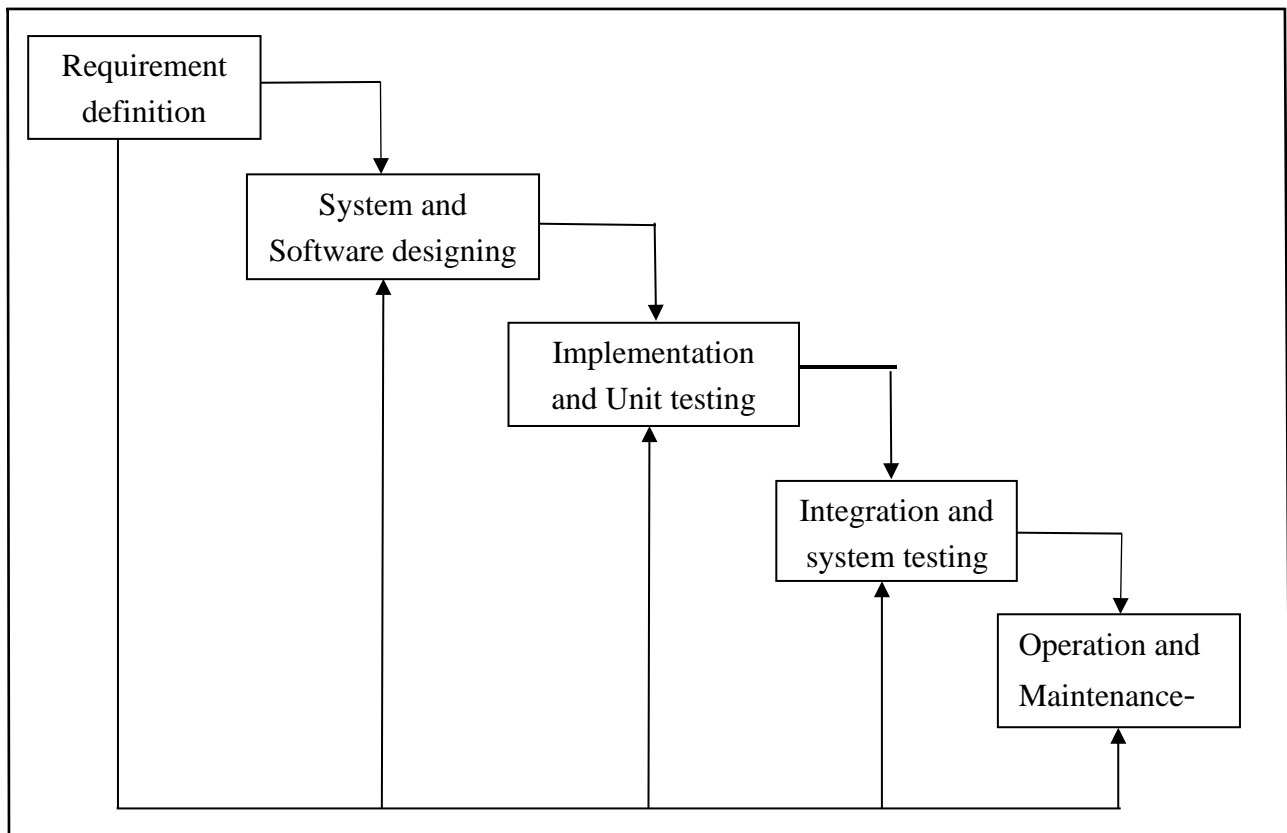 Requirement
definition
System and
Software designing
Implementation
and Unit testing
Integration and
system testing
Operation and
Maintenance-